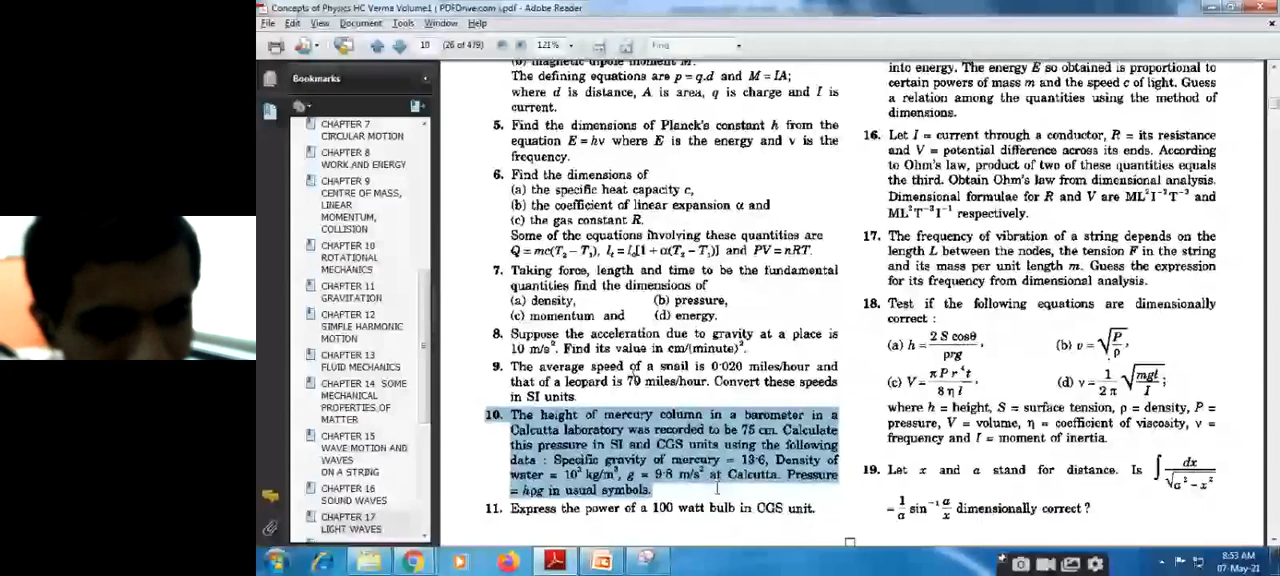 Concepts of Physics HC Verma Volume1 ( PDFDrive.com ).pdf - Adobe Reader
File Edit View Document Tools Window Help
10 (26 of 479) 121% Find
Bookmarks
CHAPTER 7
CIRCULAR MOTION
CHAPTER 8
WORK AND ENERGY
CHAPTER 9
CENTRE OF MASS,
LINEAR
MOMENTUM,
COLLISION
CHAPTER 10
ROTATIONAL
MECHANICS
CHAPTER 11
GRAVITATION
CHAPTER 12
SIMPLE HARMONIC
MOTION
CHAPTER 13
FLUID MECHANICS
CHAPTER 14 SOME
MECHANICAL
PROPERTIES OF
MATTER
CHAPTER 15
WAVE MOTION AND
WAVES
ON A STRING
CHAPTER 16
SOUND WAVES
CHAPTER 17
LIGHT WAVES
(b) magnetic dipole moment M.
The defining equations are p = q.d and M = IA;
where d is distance, A is area, q is charge and I is
current.
5. Find the dimensions of Planck's constant h from the
equation E = hν where E is the energy and ν is the
frequency.
6. Find the dimensions of
(a) the specific heat capacity c,
(b) the coefficient of linear expansion α and
(c) the gas constant R.
Some of the equations involving these quantities are
Q = mc(T₂ − T₁), lₜ = l₀[1 + α(T₂ − T₁)] and PV = nRT.
7. Taking force, length and time to be the fundamental
quantities find the dimensions of
(a) density, (b) pressure,
(c) momentum and (d) energy.
8. Suppose the acceleration due to gravity at a place is
10 m/s². Find its value in cm/(minute)².
9. The average speed of a snail is 0·020 miles/hour and
that of a leopard is 70 miles/hour. Convert these speeds
in SI units.
10. The height of mercury column in a barometer in a
Calcutta laboratory was recorded to be 75 cm. Calculate
this pressure in SI and CGS units using the following
data : Specific gravity of mercury = 13·6, Density of
water = 10³ kg/m³, g = 9·8 m/s² at Calcutta. Pressure
= hρg in usual symbols.
11. Express the power of a 100 watt bulb in CGS unit.
into energy. The energy E so obtained is proportional to
certain powers of mass m and the speed c of light. Guess
a relation among the quantities using the method of
dimensions.
16. Let I = current through a conductor, R = its resistance
and V = potential difference across its ends. According
to Ohm's law, product of two of these quantities equals
the third. Obtain Ohm's law from dimensional analysis.
Dimensional formulae for R and V are ML²I⁻²T⁻³ and
ML²T⁻³I⁻¹ respectively.
17. The frequency of vibration of a string depends on the
length L between the nodes, the tension F in the string
and its mass per unit length m. Guess the expression
for its frequency from dimensional analysis.
18. Test if the following equations are dimensionally
correct :
(a) h = 2 S cosθ / prg , (b) v = √(P/ρ) ,
(c) V = π P r⁴ t / 8 η l (d) ν = 1/2π √(mgl/I) ;
where h = height, S = surface tension, ρ = density, P =
pressure, V = volume, η = coefficient of viscosity, ν =
frequency and I = moment of inertia.
19. Let x and a stand for distance. Is ∫ dx / √(a² − x²)
= 1/a sin⁻¹ a/x dimensionally correct ?
8:53 AM
07-May-21